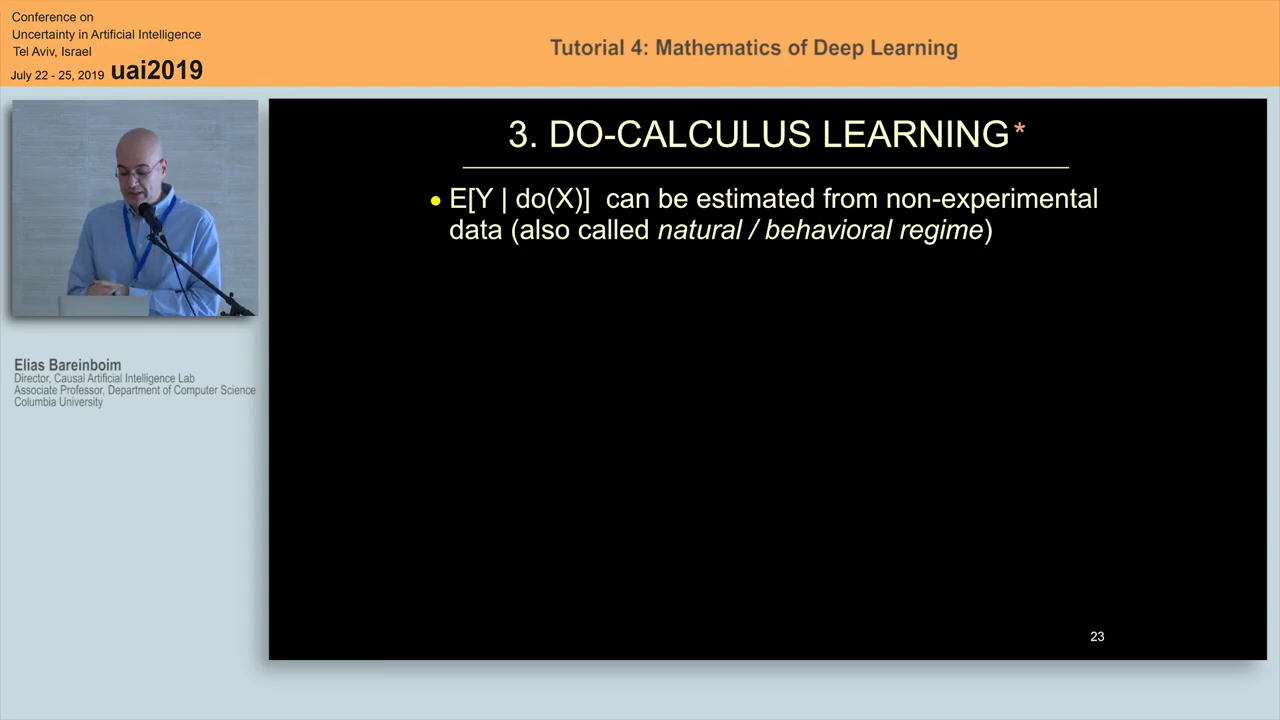 Conference on
Uncertainty in Artificial Intelligence
Tel Aviv, Israel
July 22 - 25, 2019 uai2019
Tutorial 4: Mathematics of Deep Learning
3. DO-CALCULUS LEARNING*
• E[Y | do(X)] can be estimated from non-experimental
data (also called natural / behavioral regime)
23
Elias Bareinboim
Director, Causal Artificial Intelligence Lab
Associate Professor, Department of Computer Science
Columbia University